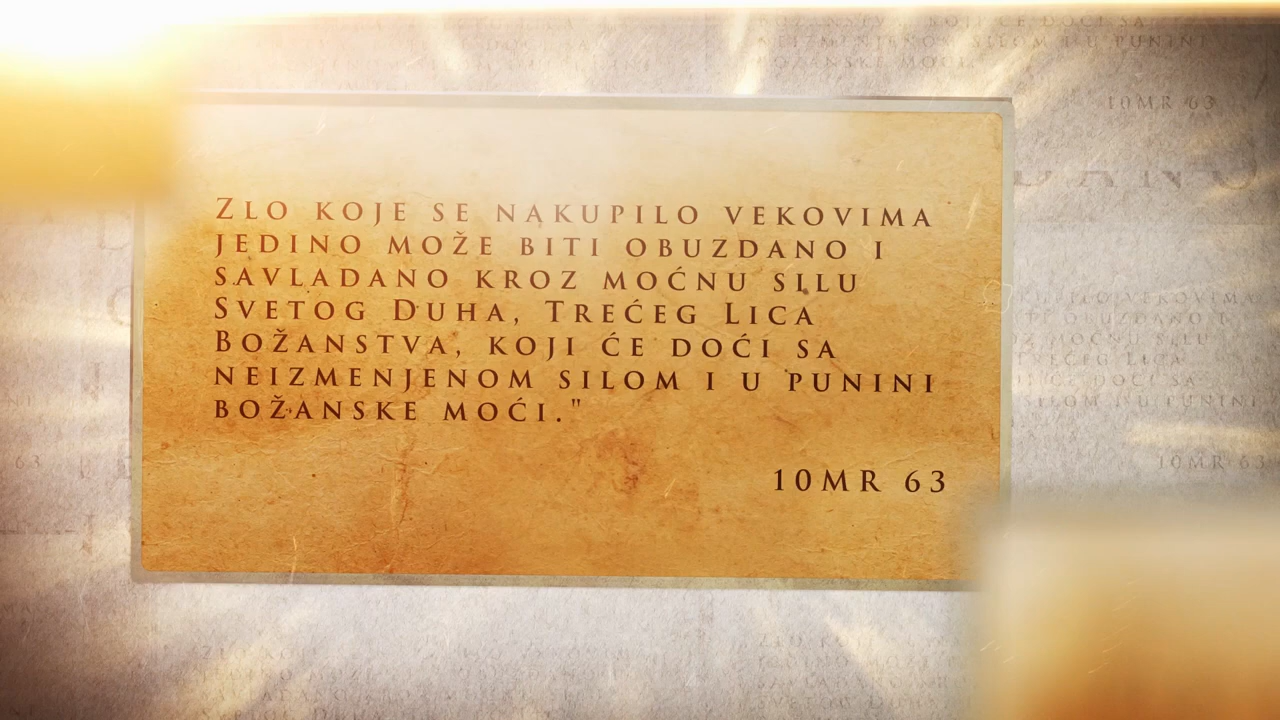 Zlo koje se nakupilo vekovima
jedino može biti obuzdano i
savladano kroz moćnu silu
Svetog Duha, Trećeg Lica
Božanstva, koji će doći sa
neizmenjenom silom i u punini
božanske moći."
10MR 63